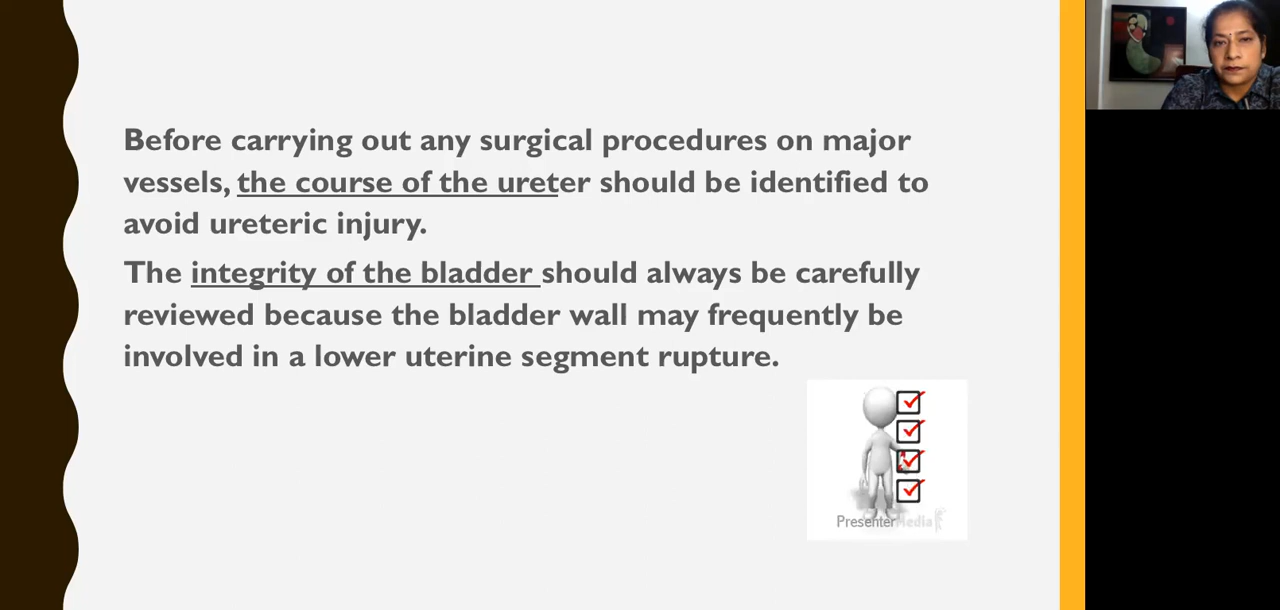 Before carrying out any surgical procedures on major
vessels, the course of the ureter should be identified to
avoid ureteric injury.
The integrity of the bladder should always be carefully
reviewed because the bladder wall may frequently be
involved in a lower uterine segment rupture.
PresenterMedia